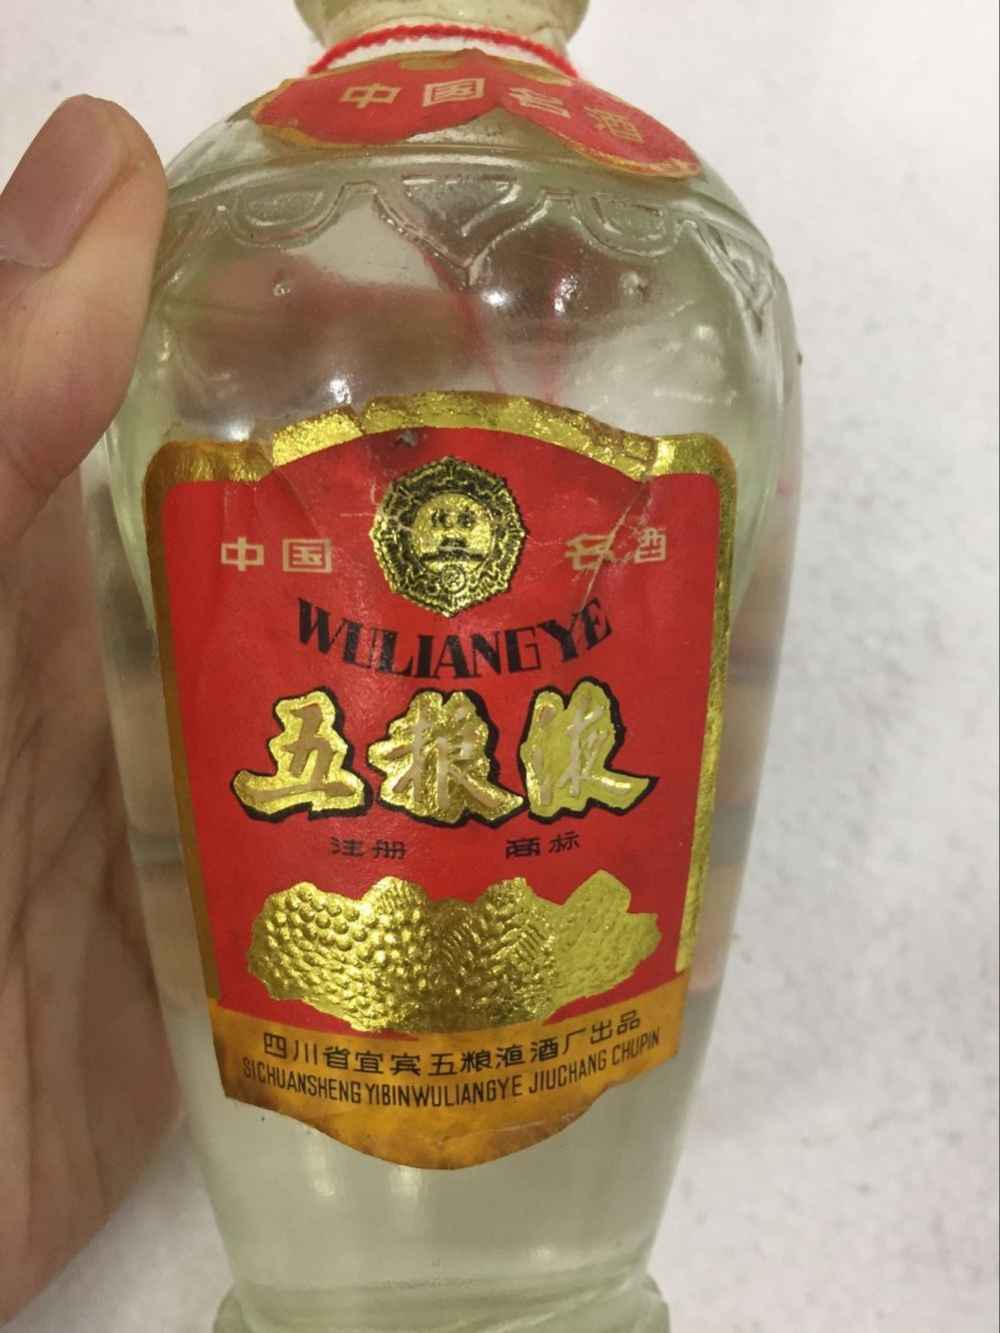 中国名酒
中国 名酒
WULIANGYE
五粮液
注册 商标
四川省宜宾五粮液酒厂出品
SICHUANSHENG YIBINWULIANGYE JIUCHANG CHUPIN